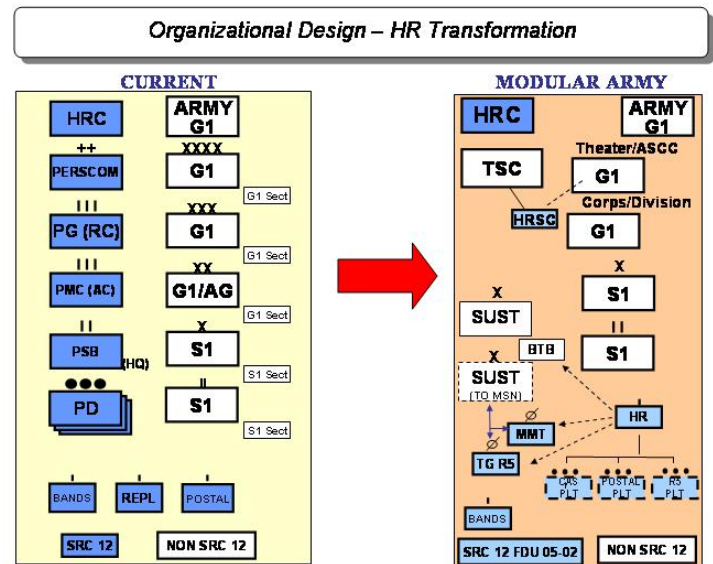 Organizational Design – HR Transformation
CURRENT
HRC
ARMY
G1
++
PERSCOM
XXXX
G1
G1 Sect
III
PG (RC)
XXX
G1
G1 Sect
III
PMC (AC)
XX
G1/AG
G1 Sect
II
PSB
(HQ)
X
S1
S1 Sect
PD
II
S1
S1 Sect
I
BANDS
I
REPL
I
POSTAL
SRC 12
NON SRC 12
MODULAR ARMY
HRC
ARMY
G1
TSC
HRSC
Theater/ASCC
G1
Corps/Division
G1
X
S1
X
SUST
BTB
II
S1
X
SUST
(TO MSN)
MMT
TG R5
I
HR
CAS
PLT
POSTAL
PLT
R5
PLT
I
BANDS
SRC 12 FDU 05-02
NON SRC 12